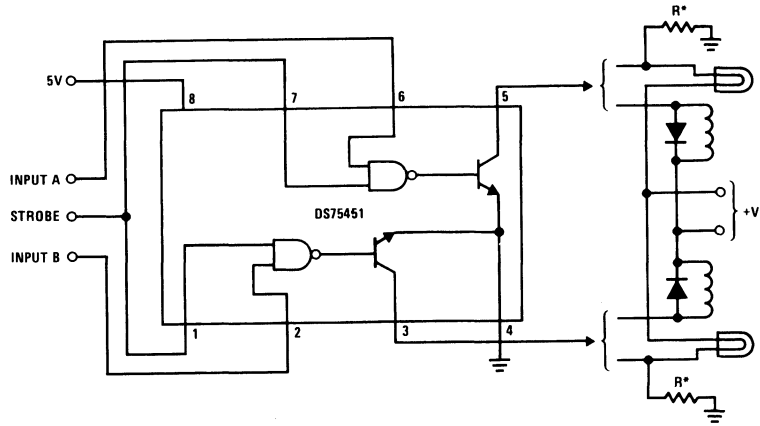 R*
5V
8
7
6
5
INPUT A
STROBE
DS75451
+V
INPUT B
1
2
3
4
R*